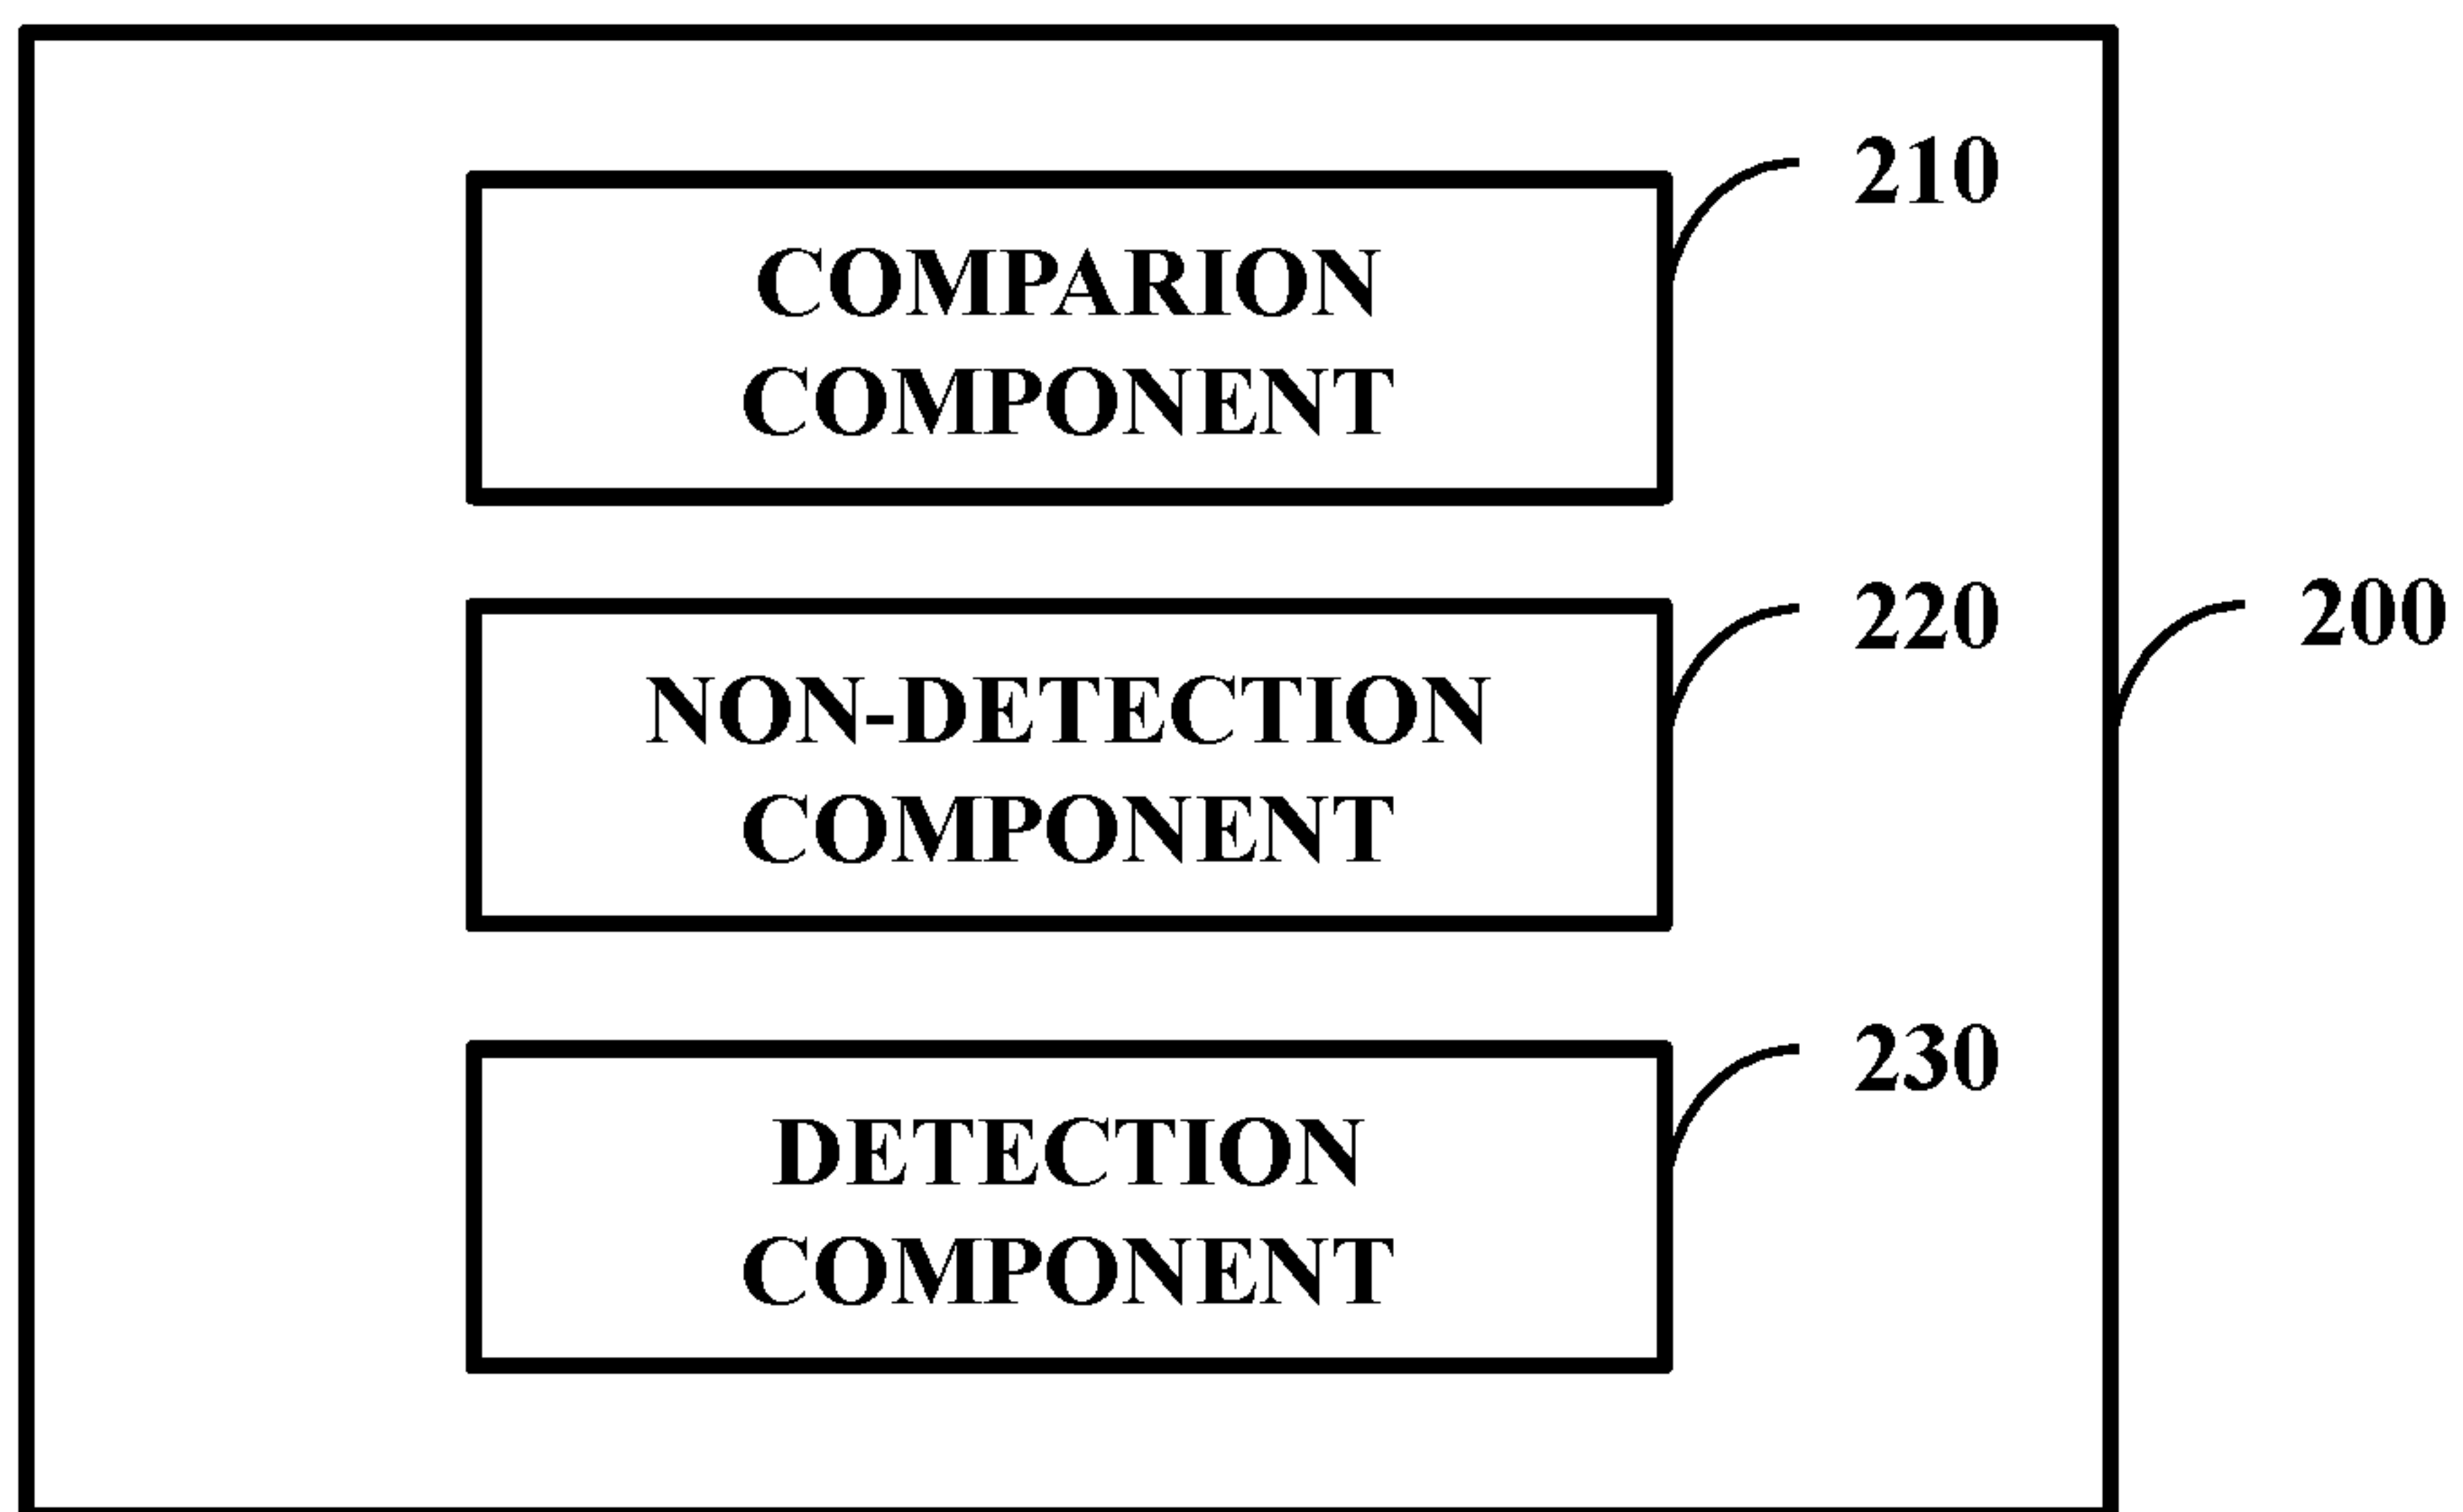 210
COMPARION
COMPONENT
220
200
NON-DETECTION
COMPONENT
230
DETECTION
COMPONENT